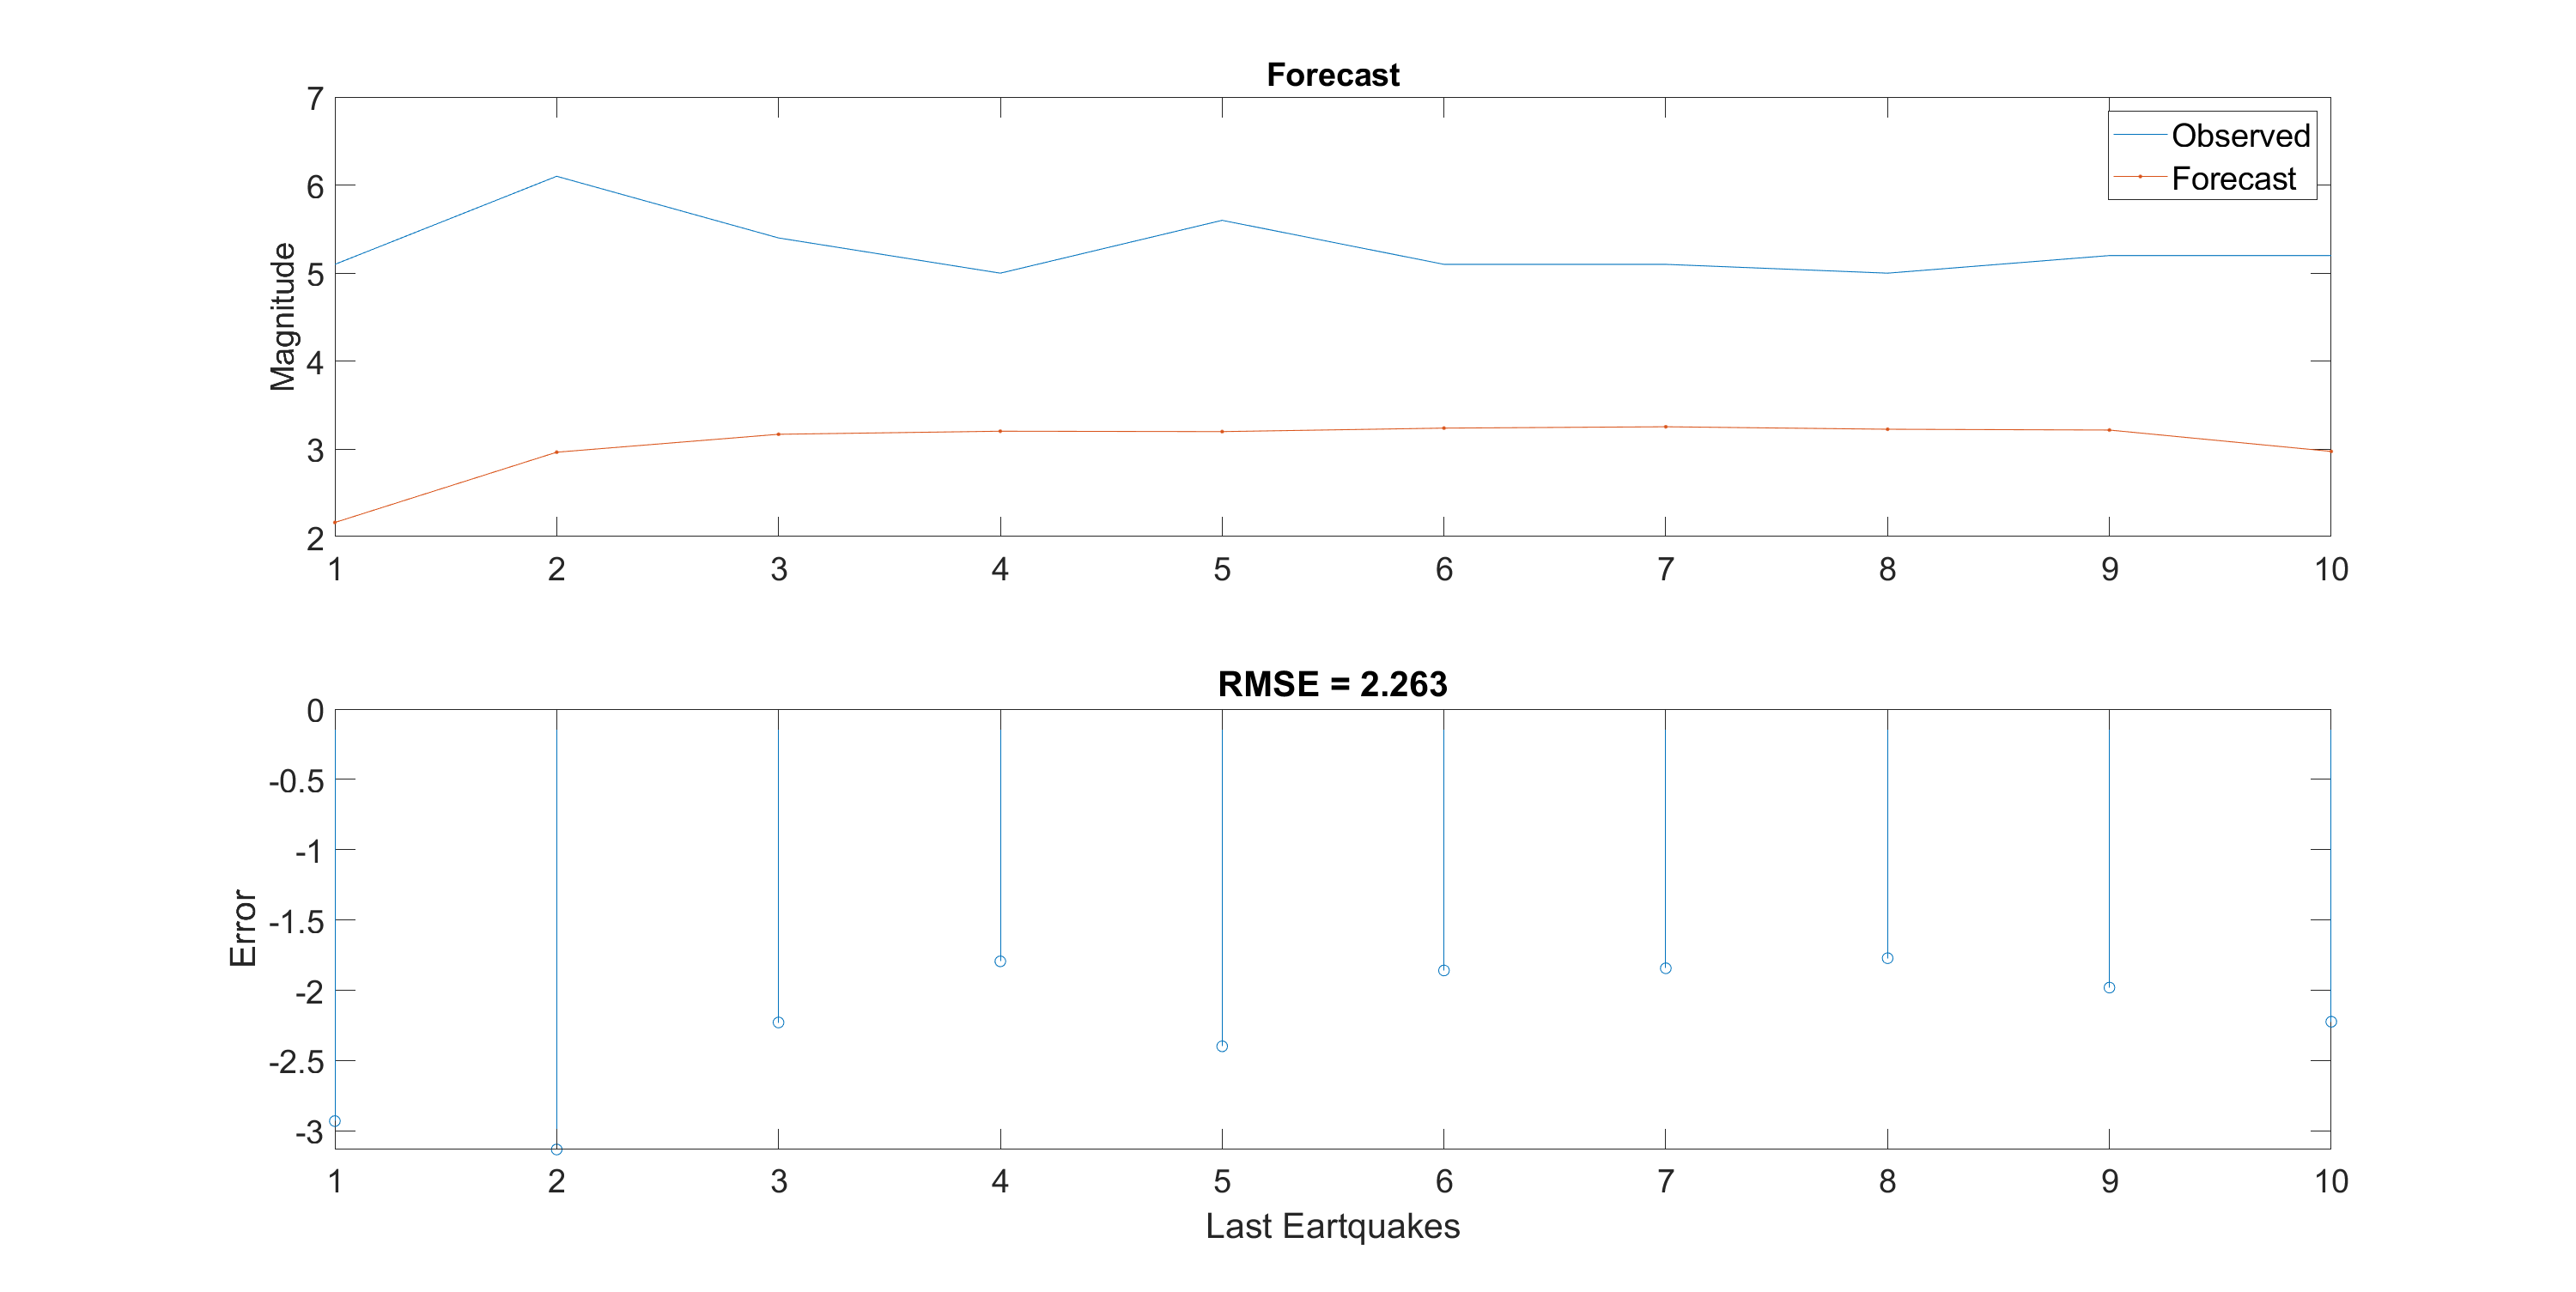 Forecast
7
6
5
4
3
2
Magnitude
Observed
Forecast
1 2 3 4 5 6 7 8 9 10
RMSE = 2.263
0
-0.5
-1
-1.5
-2
-2.5
-3
Error
1 2 3 4 5 6 7 8 9 10
Last Eartquakes